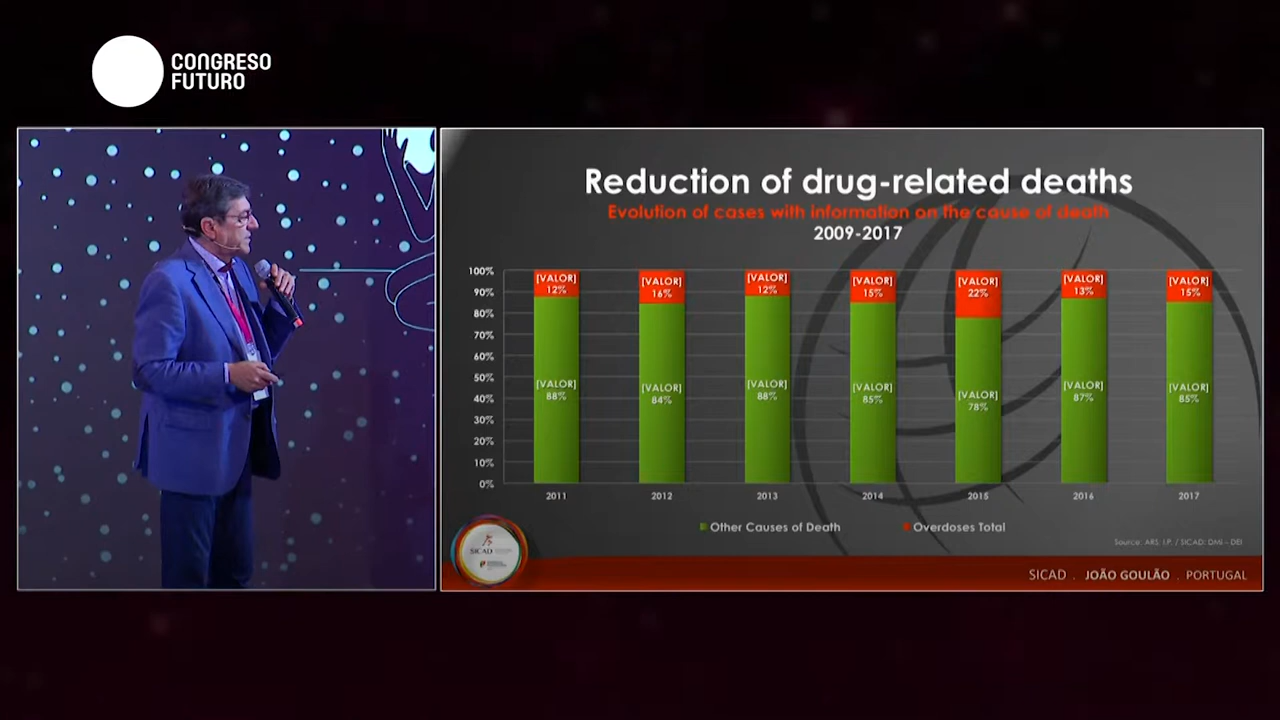 CONGRESO
FUTURO
Reduction of drug-related deaths
Evolution of cases with information on the cause of death
2009-2017
100%
90%
80%
70%
60%
50%
40%
30%
20%
10%
0%
[VALOR]
12%
[VALOR]
16%
[VALOR]
12%
[VALOR]
15%
[VALOR]
22%
[VALOR]
13%
[VALOR]
15%
[VALOR]
88%
[VALOR]
84%
[VALOR]
88%
[VALOR]
85%
[VALOR]
78%
[VALOR]
87%
[VALOR]
85%
2011 2012 2013 2014 2015 2016 2017
Other Causes of Death Overdoses Total
Source: ARS, I.P. / SICAD: DMI – DEI
SICAD
SICAD . JOÃO GOULÃO . PORTUGAL